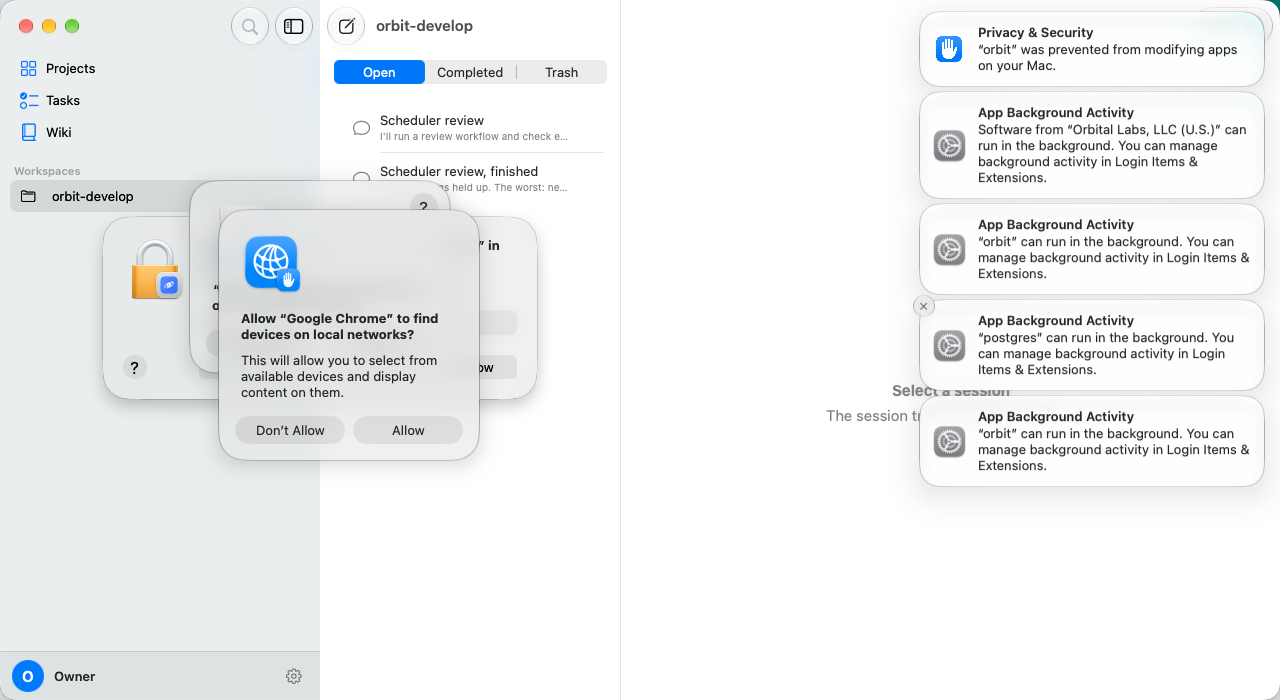 orbit-develop
Projects
Tasks
Wiki
Workspaces
orbit-develop
Open
Completed
Trash
Scheduler review
I'll run a review workflow and check e...
Scheduler review, finished
held up. The worst: ne...
?
” in
?
Allow “Google Chrome” to find
devices on local networks?
This will allow you to select from
available devices and display
content on them.
Don’t Allow
Allow
Select a session
The session
Privacy & Security
“orbit” was prevented from modifying apps
on your Mac.
App Background Activity
Software from “Orbital Labs, LLC (U.S.)” can
run in the background. You can manage
background activity in Login Items &
Extensions.
App Background Activity
“orbit” can run in the background. You can
manage background activity in Login Items &
Extensions.
App Background Activity
“postgres” can run in the background. You
can manage background activity in Login
Items & Extensions.
App Background Activity
“orbit” can run in the background. You can
manage background activity in Login Items &
Extensions.
O
Owner